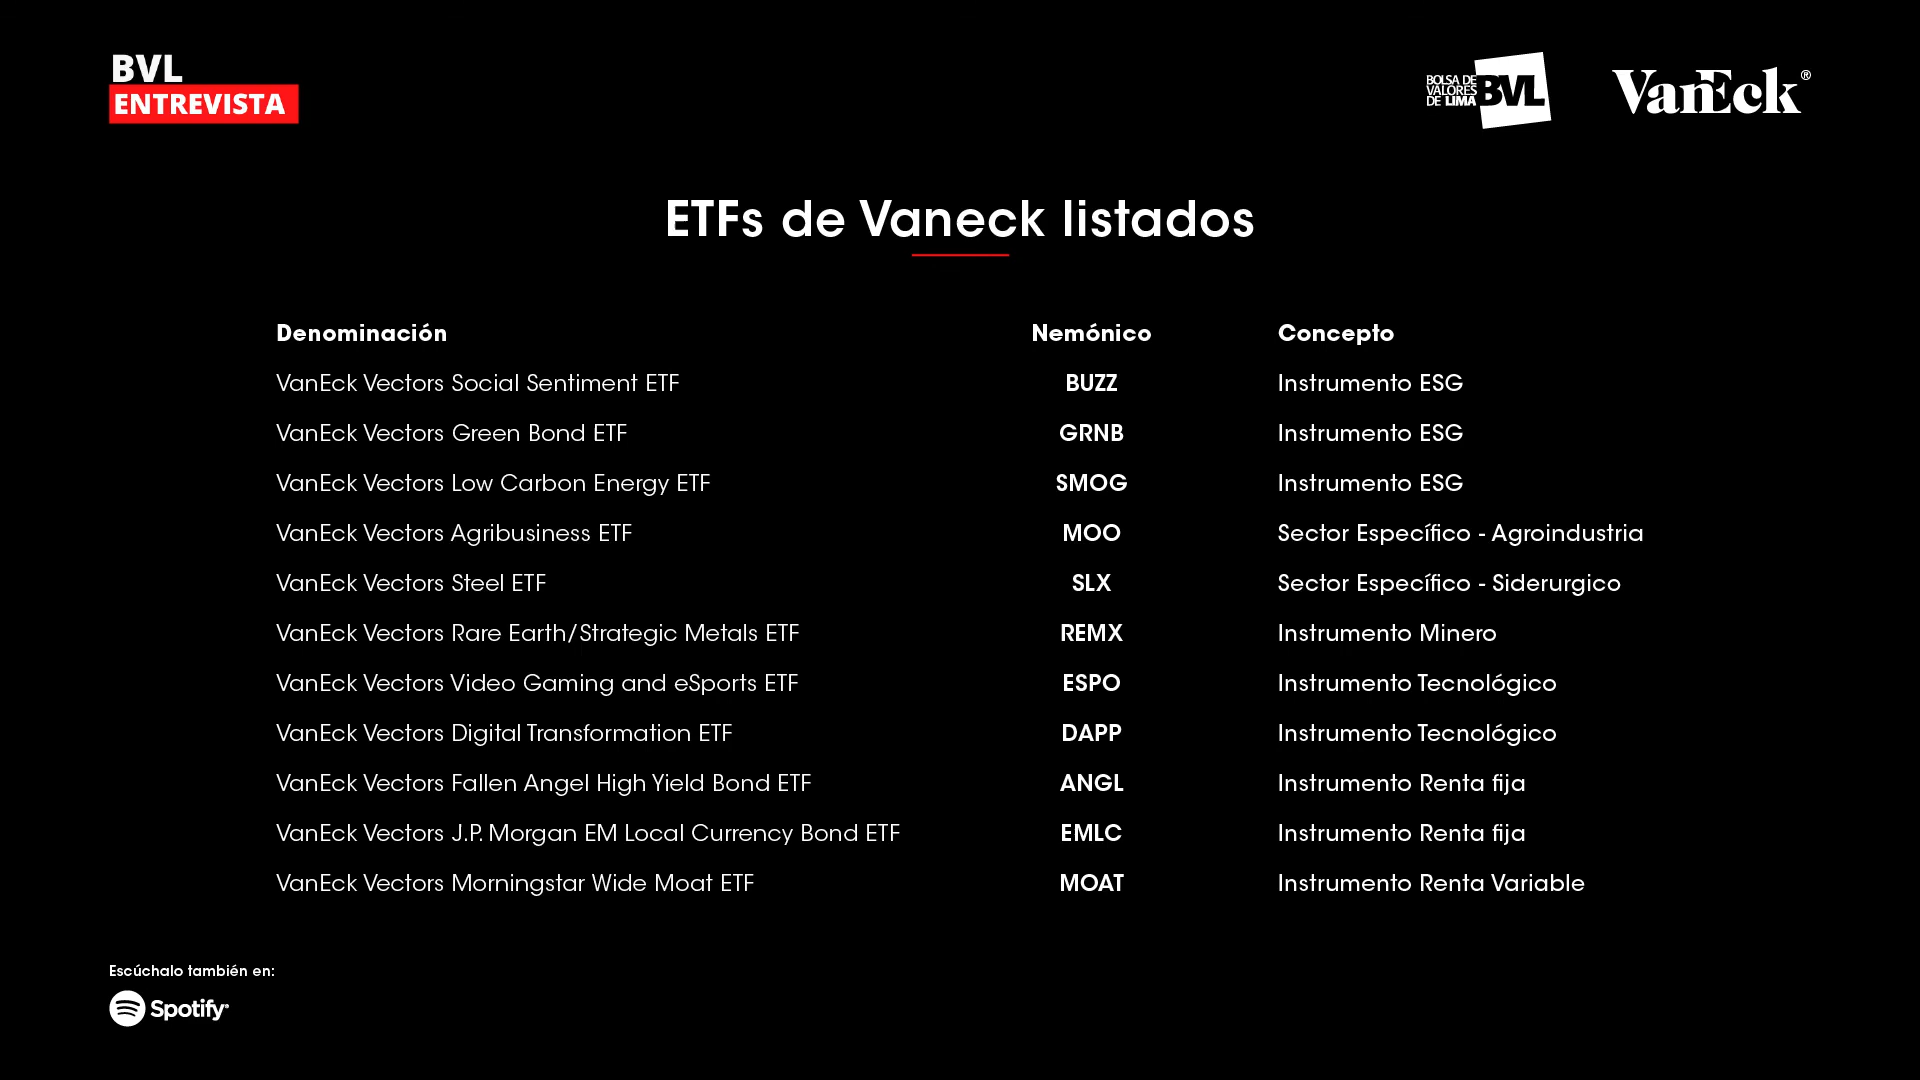 BVL
ENTREVISTA
BOLSA DE
VALORES
DE LIMA
BVL
VanEck®
ETFs de Vaneck listados
Denominación Nemónico Concepto
VanEck Vectors Social Sentiment ETF BUZZ Instrumento ESG
VanEck Vectors Green Bond ETF GRNB Instrumento ESG
VanEck Vectors Low Carbon Energy ETF SMOG Instrumento ESG
VanEck Vectors Agribusiness ETF MOO Sector Específico - Agroindustria
VanEck Vectors Steel ETF SLX Sector Específico - Siderurgico
VanEck Vectors Rare Earth/Strategic Metals ETF REMX Instrumento Minero
VanEck Vectors Video Gaming and eSports ETF ESPO Instrumento Tecnológico
VanEck Vectors Digital Transformation ETF DAPP Instrumento Tecnológico
VanEck Vectors Fallen Angel High Yield Bond ETF ANGL Instrumento Renta fija
VanEck Vectors J.P. Morgan EM Local Currency Bond ETF EMLC Instrumento Renta fija
VanEck Vectors Morningstar Wide Moat ETF MOAT Instrumento Renta Variable
Escúchalo también en:
Spotify®